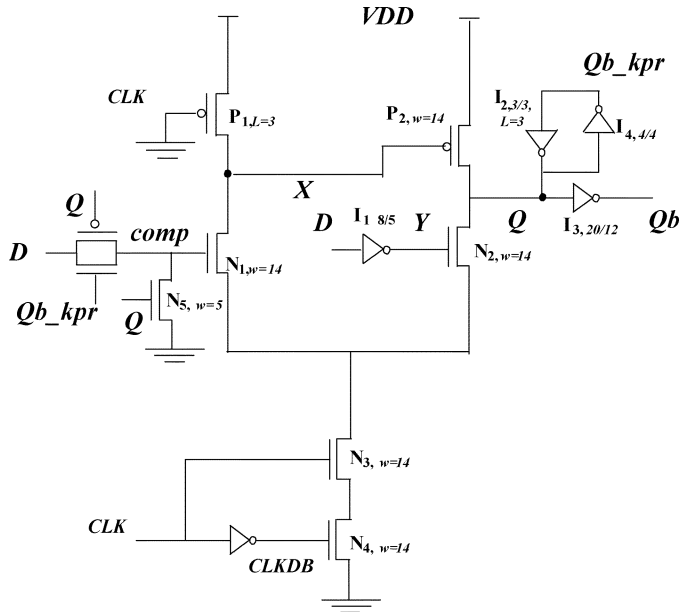 VDD
Qb_kpr
CLK
P1,L=3
P2,w=14
I2,3/3,
L=3
I4,4/4
X
Q
D
comp
N1,w=14
D
I1 8/5
Y
N2,w=14
Q
I3,20/12
Qb
Qb_kpr
Q
N5, w=5
N3, w=14
CLK
CLKDB
N4, w=14